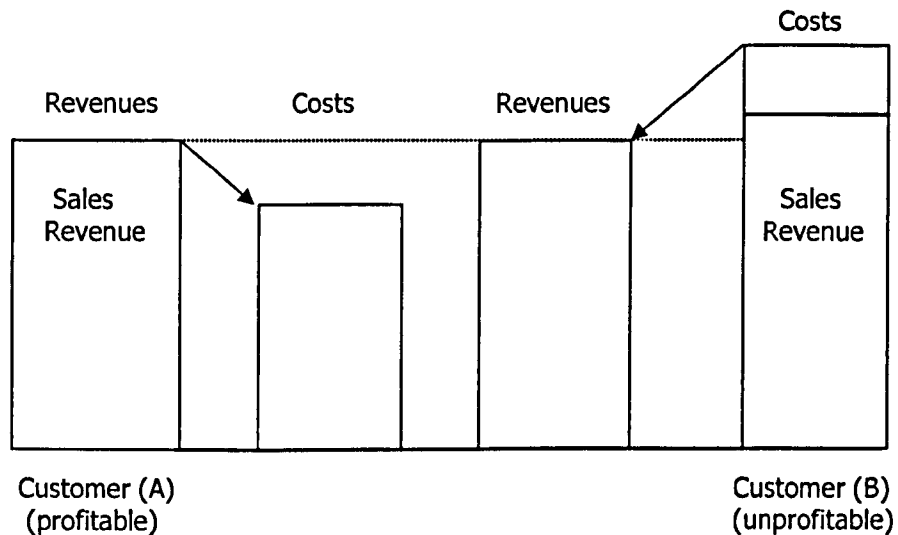 Costs
Revenues
Costs
Revenues
Sales
Revenue
Sales
Revenue
Customer (A)
(profitable)
Customer (B)
(unprofitable)